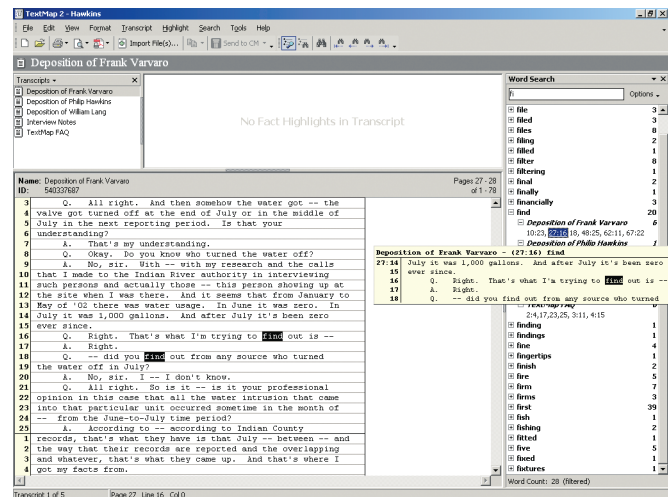 TextMap 2 - Hawkins
File Edit View Format Transcript Highlight Search Tools Help
Import File(s)... Send to CM
Deposition of Frank Varvaro
Transcripts
Deposition of Frank Varvaro
Deposition of Philip Hawkins
Deposition of William Lang
Interview Notes
TextMap FAQ
No Fact Highlights in Transcript
Name: Deposition of Frank Varvaro Pages 27 - 28
ID: 540337687 of 1 - 78
3 Q. All right. And then somehow the water got -- the
4 valve got turned off at the end of July or in the middle of
5 July in the next reporting period. Is that your
6 understanding?
7 A. That's my understanding.
8 Q. Okay. Do you know who turned the water off?
9 A. No, sir. With -- with my research and the calls
10 that I made to the Indian River authority in interviewing
11 such persons and actually those -- this person showing up at
12 the site when I was there. And it seems that from January to
13 May of '02 there was water usage. In June it was zero. In
14 July it was 1,000 gallons. And after July it's been zero
15 ever since.
16 Q. Right. That's what I'm trying to find out is --
17 A. Right.
18 Q. -- did you find out from any source who turned
19 the water off in July?
20 A. No, sir. I -- I don't know.
21 Q. All right. So is it -- is it your professional
22 opinion in this case that all the water intrusion that came
23 into that particular unit occurred sometime in the month of
24 -- from the June-to-July time period?
25 A. According to -- according to Indian County
1 records, that's what they have is that July -- between -- and
2 the way that their records are reported and the overlapping
3 and whatever, that's what they came up. And that's where I
4 got my facts from.
Word Search
fi
Options
file 3
filed 3
files 8
filing 2
filled 1
filter 8
filtering 1
final 2
finally 1
financially 3
find 20
Deposition of Frank Varvaro 6
10:23, 27:16, 18, 48:25, 62:11, 67:22
Deposition of Philip Hawkins 1
Deposition of Frank Varvaro - (27:16) find
27:14 July it was 1,000 gallons. And after July it's been zero
15 ever since.
16 Q. Right. That's what I'm trying to find out is --
17 A. Right.
18 Q. -- did you find out from any source who turned
TextMap FAQ 6
2:4,17,23,25, 3:11, 4:15
finding 1
findings 1
fine 4
fingertips 1
finish 2
fire 5
firm 7
firms 3
first 39
fish 1
fishing 2
fitted 1
five 5
fixed 1
fixtures 1
Word Count: 28 (filtered)
Transcript 1 of 5 Page 27 Line 16 Col 0